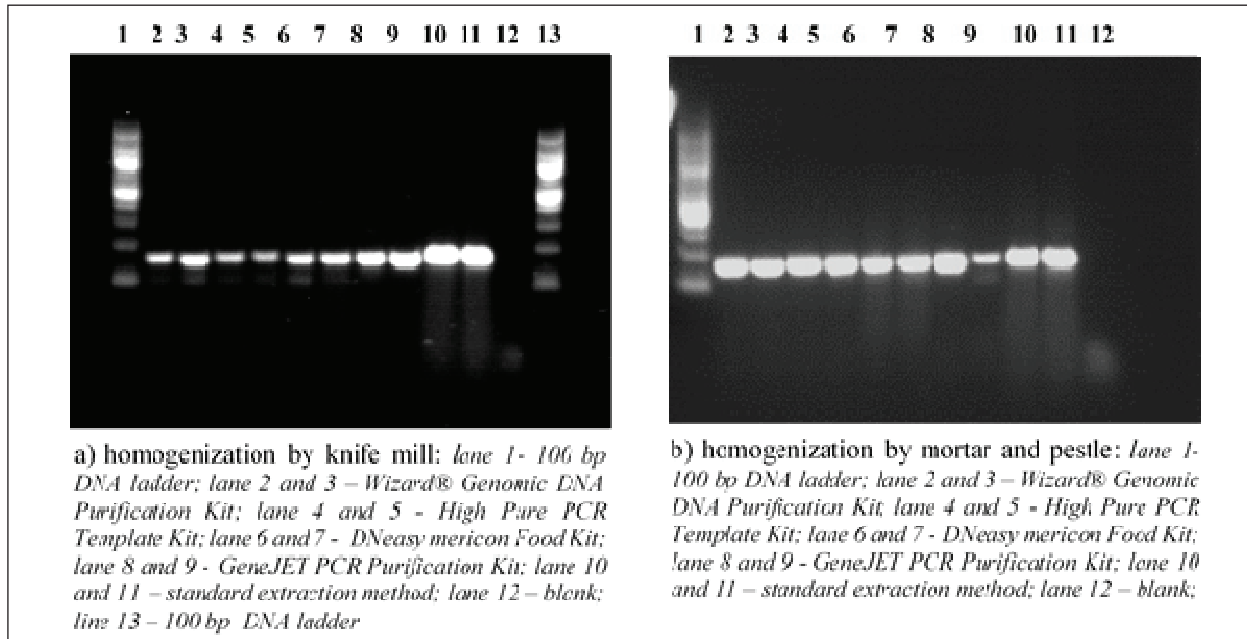 1 2 3 4 5 6 7 8 9 10 11 12 13
1 2 3 4 5 6 7 8 9 10 11 12
a) homogenization by knife mill: lane 1- 100 bp
DNA ladder; lane 2 and 3 – Wizard® Genomic DNA
Purification Kit; lane 4 and 5 - High Pure PCR
Template Kit; lane 6 and 7 - DNeasy mericon Food Kit;
lane 8 and 9 - GeneJET PCR Purification Kit; lane 10
and 11 – standard extraction method; lane 12 – blank;
line 13 – 100 bp DNA ladder
b) homogenization by mortar and pestle: lane 1-
100 bp DNA ladder; lane 2 and 3 – Wizard® Genomic
DNA Purification Kit lane 4 and 5 - High Pure PCR
Template Kit; lane 6 and 7 - DNeasy mericon Food Kit;
lane 8 and 9 - GeneJET PCR Purification Kit; lane 10
and 11 – standard extraction method; lane 12 – blank;